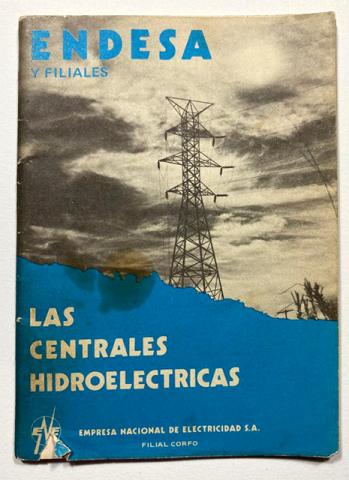 ENDESA
Y FILIALES
LAS
CENTRALES
HIDROELECTRICAS
EMPRESA NACIONAL DE ELECTRICIDAD S.A.
FILIAL CORFO